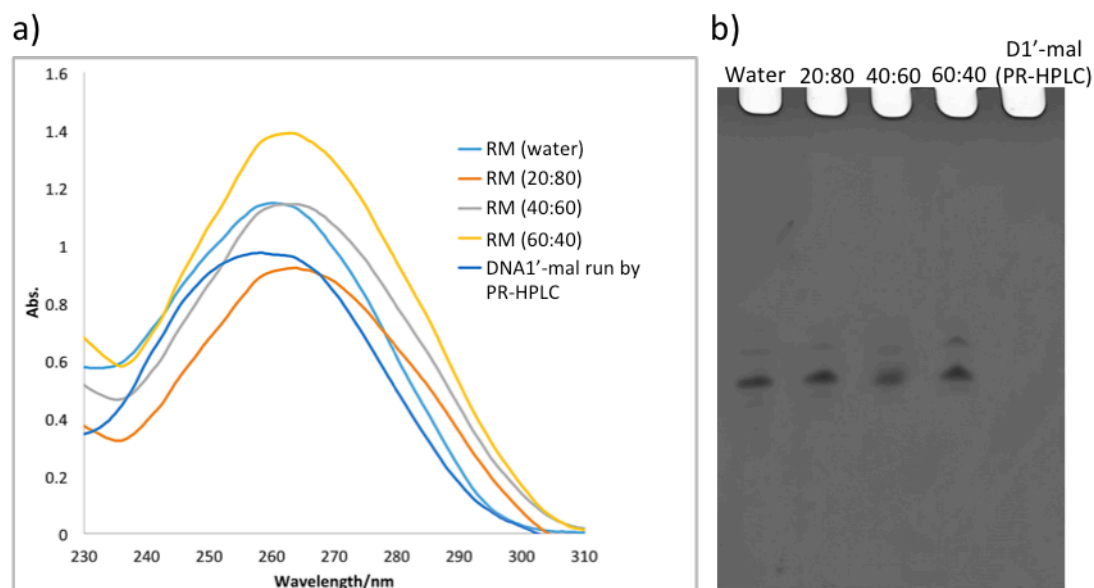 a)
1.6
1.4
1.2
1
0.8
0.6
0.4
0.2
0
Abs.
230 240 250 260 270 280 290 300 310
Wavelength/nm
RM (water)
RM (20:80)
RM (40:60)
RM (60:40)
DNA1'-mal run by
PR-HPLC
b)
D1'-mal
Water 20:80 40:60 60:40 (PR-HPLC)